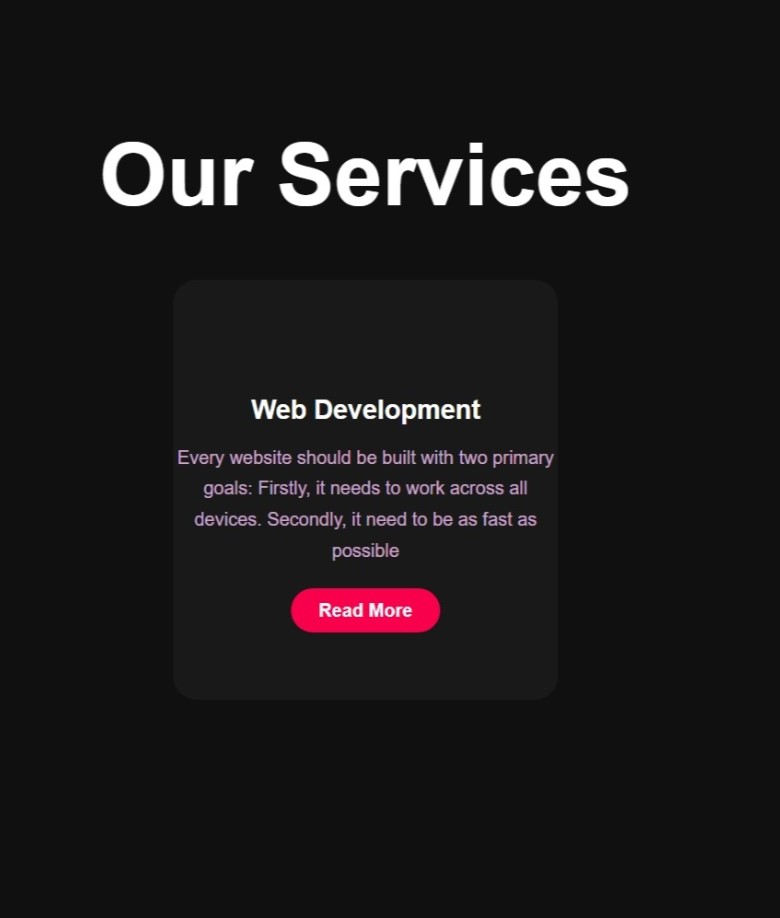 Our Services
Web Development
Every website should be built with two primary
goals: Firstly, it needs to work across all
devices. Secondly, it need to be as fast as
possible
Read More